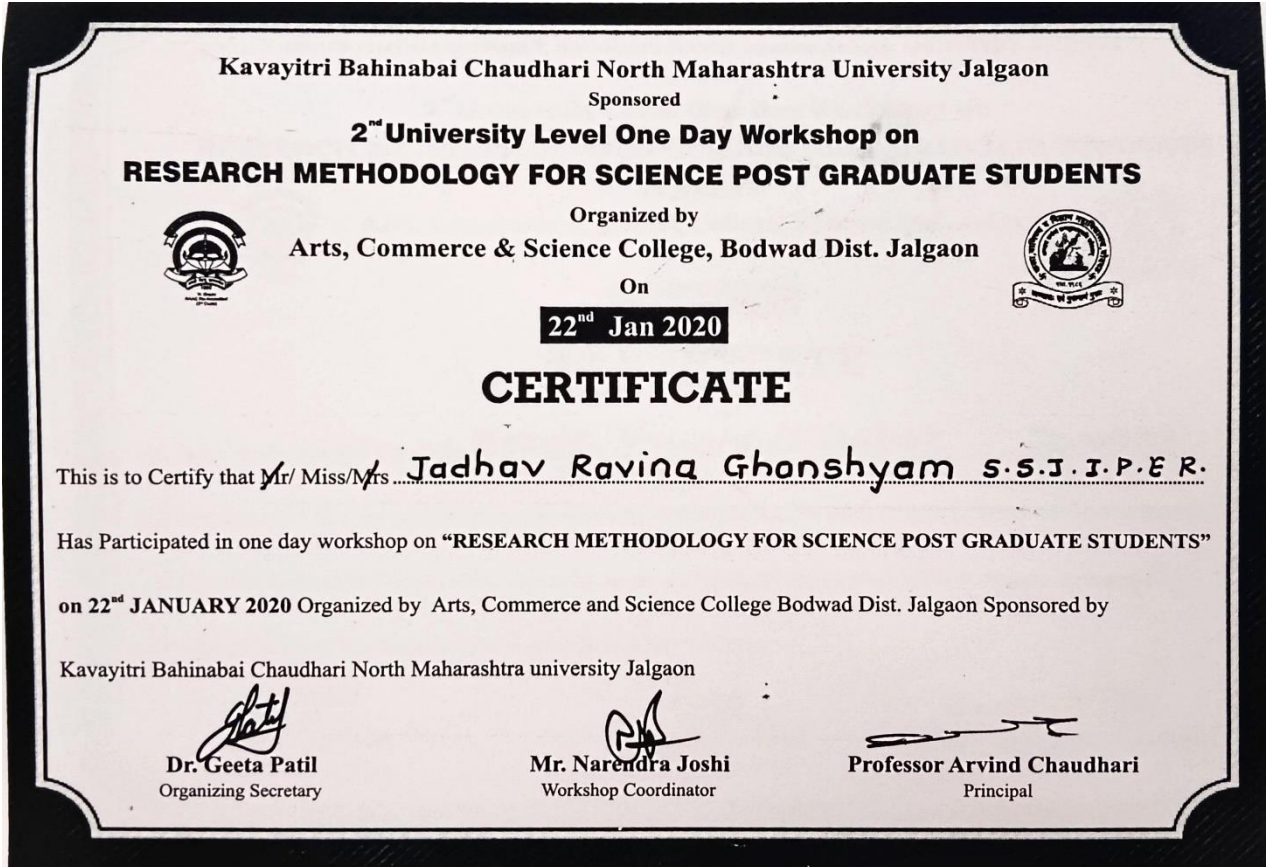 Kavayitri Bahinabai Chaudhari North Maharashtra University Jalgaon
Sponsored
2nd University Level One Day Workshop on
RESEARCH METHODOLOGY FOR SCIENCE POST GRADUATE STUDENTS
Organized by
Arts, Commerce & Science College, Bodwad Dist. Jalgaon
On
22nd Jan 2020
CERTIFICATE
This is to Certify that Mr/ Miss/Mrs Jadhav Ravina Ghanshyam S.S.J.I.P.E R.
Has Participated in one day workshop on “RESEARCH METHODOLOGY FOR SCIENCE POST GRADUATE STUDENTS”
on 22nd JANUARY 2020 Organized by Arts, Commerce and Science College Bodwad Dist. Jalgaon Sponsored by
Kavayitri Bahinabai Chaudhari North Maharashtra university Jalgaon
Dr. Geeta Patil
Mr. Narendra Joshi
Professor Arvind Chaudhari
Organizing Secretary
Workshop Coordinator
Principal